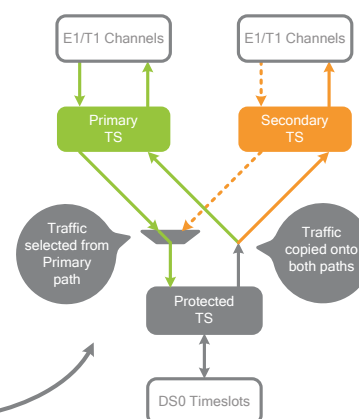 E1/T1 Channels
E1/T1 Channels
Primary
TS
Secondary
TS
Traffic
selected from
Primary
path
Traffic
copied onto
both paths
Protected
TS
DS0 Timeslots